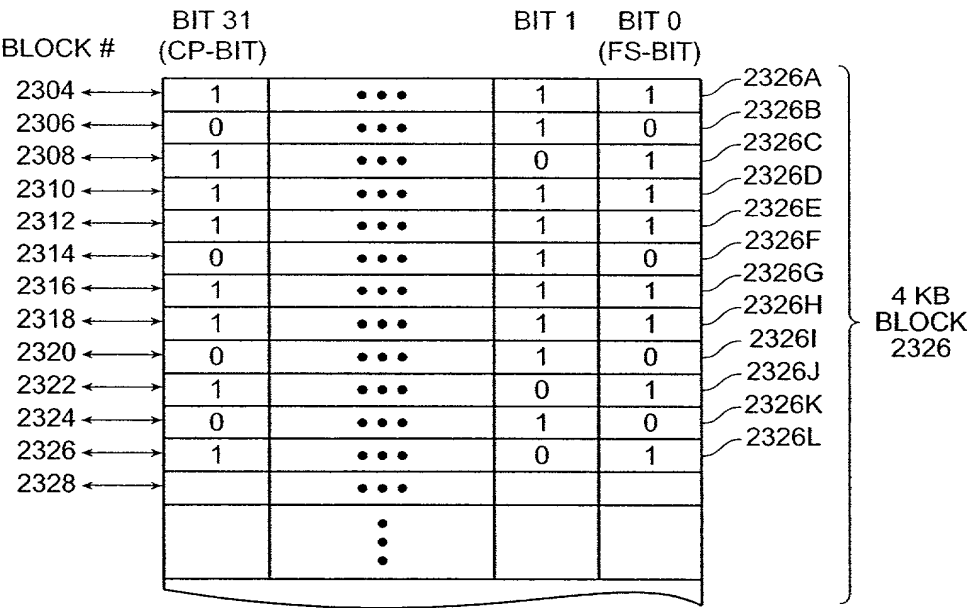 BIT 31 BIT 1 BIT 0
BLOCK # (CP-BIT) (FS-BIT)
2304 1 ••• 1 1 2326A
2306 0 ••• 1 0 2326B
2308 1 ••• 0 1 2326C
2310 1 ••• 1 1 2326D
2312 1 ••• 1 1 2326E
2314 0 ••• 1 0 2326F
2316 1 ••• 1 1 2326G
2318 1 ••• 1 1 2326H
2320 0 ••• 1 0 2326I
2322 1 ••• 0 1 2326J
2324 0 ••• 1 0 2326K
2326 1 ••• 0 1 2326L
2328 •••
4 KB
BLOCK
2326